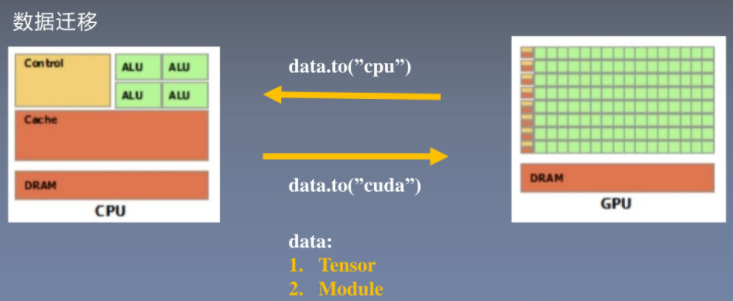 数据迁移
Control
ALU ALU
ALU ALU
Cache
DRAM
CPU
data.to(”cpu”)
data.to(”cuda”)
data:
1. Tensor
2. Module
DRAM
GPU